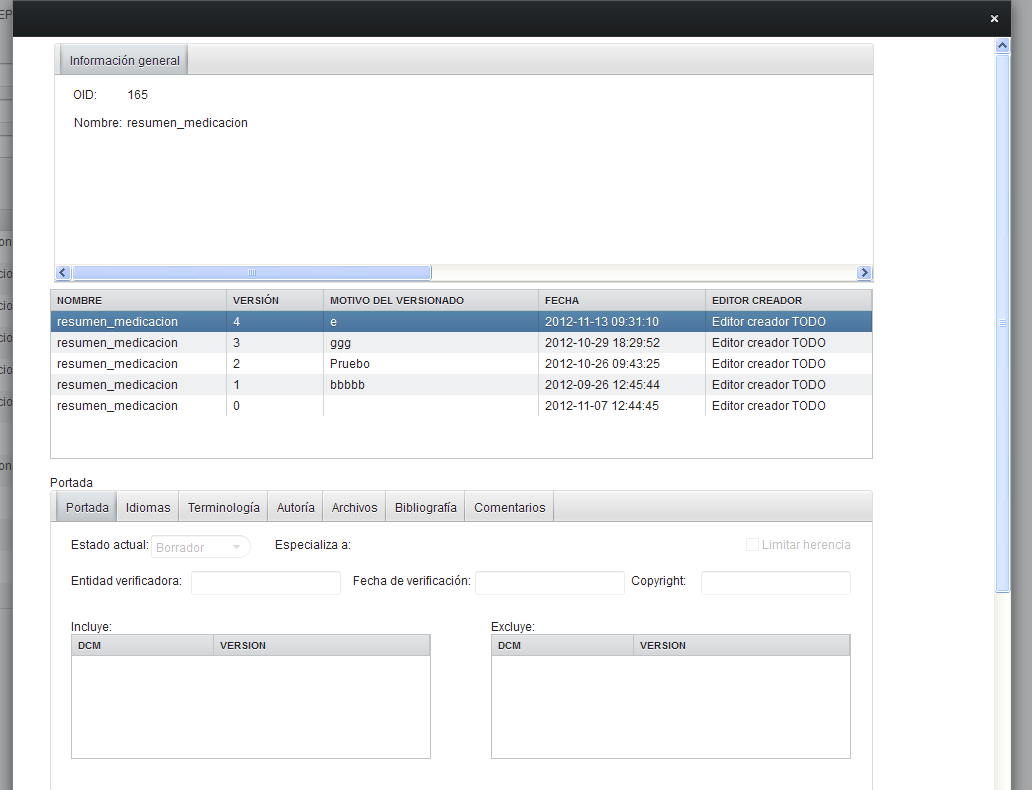 EP
×
Información general
OID: 165
Nombre: resumen_medicacion
NOMBRE VERSIÓN MOTIVO DEL VERSIONADO FECHA EDITOR CREADOR
resumen_medicacion 4 e 2012-11-13 09:31:10 Editor creador TODO
resumen_medicacion 3 ggg 2012-10-29 18:29:52 Editor creador TODO
resumen_medicacion 2 Pruebo 2012-10-26 09:43:25 Editor creador TODO
resumen_medicacion 1 bbbbb 2012-09-26 12:45:44 Editor creador TODO
resumen_medicacion 0 2012-11-07 12:44:45 Editor creador TODO
Portada
Portada Idiomas Terminología Autoría Archivos Bibliografía Comentarios
Estado actual: Borrador Especializa a: Limitar herencia
Entidad verificadora: Fecha de verificación: Copyright:
Incluye: Excluye:
DCM VERSION DCM VERSION